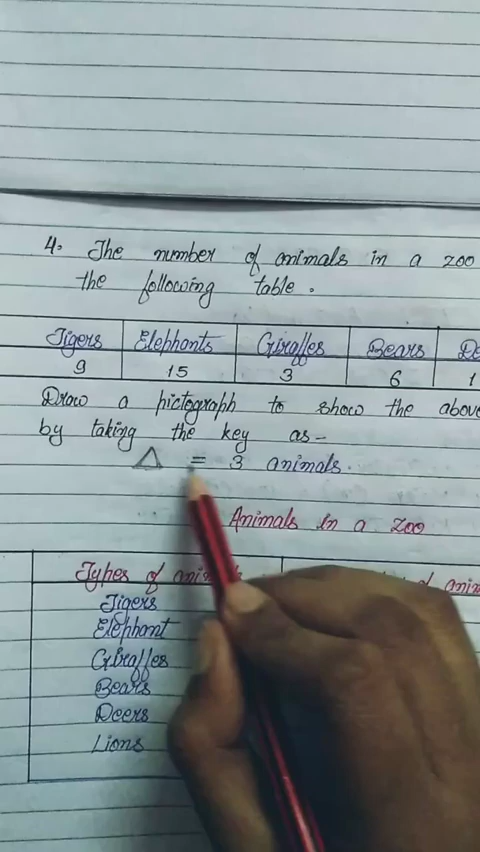 4. The number of animals in a zoo
the following table.
Tigers Elephants Giraffes Bears
9 15 3 6 1
Draw a pictograph to show the above
by taking the key as-
△ = 3 animals.
Animals in a Zoo
Types of
Tigers
Elephant
Giraffes
Bears
Deers
Lions